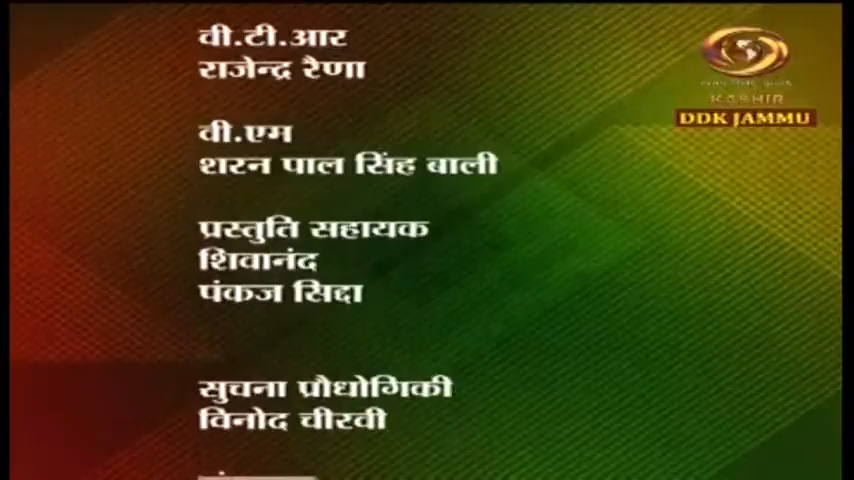 वी.टी.आर
राजेन्द्र रैणा
वी.एम
शरन पाल सिंह वाली
प्रस्तुति सहायक
शिवानंद
पंकज सिद्दा
सुचना प्रौधोगिकी
विनोद चीरवी
KASHIR
DDK JAMMU